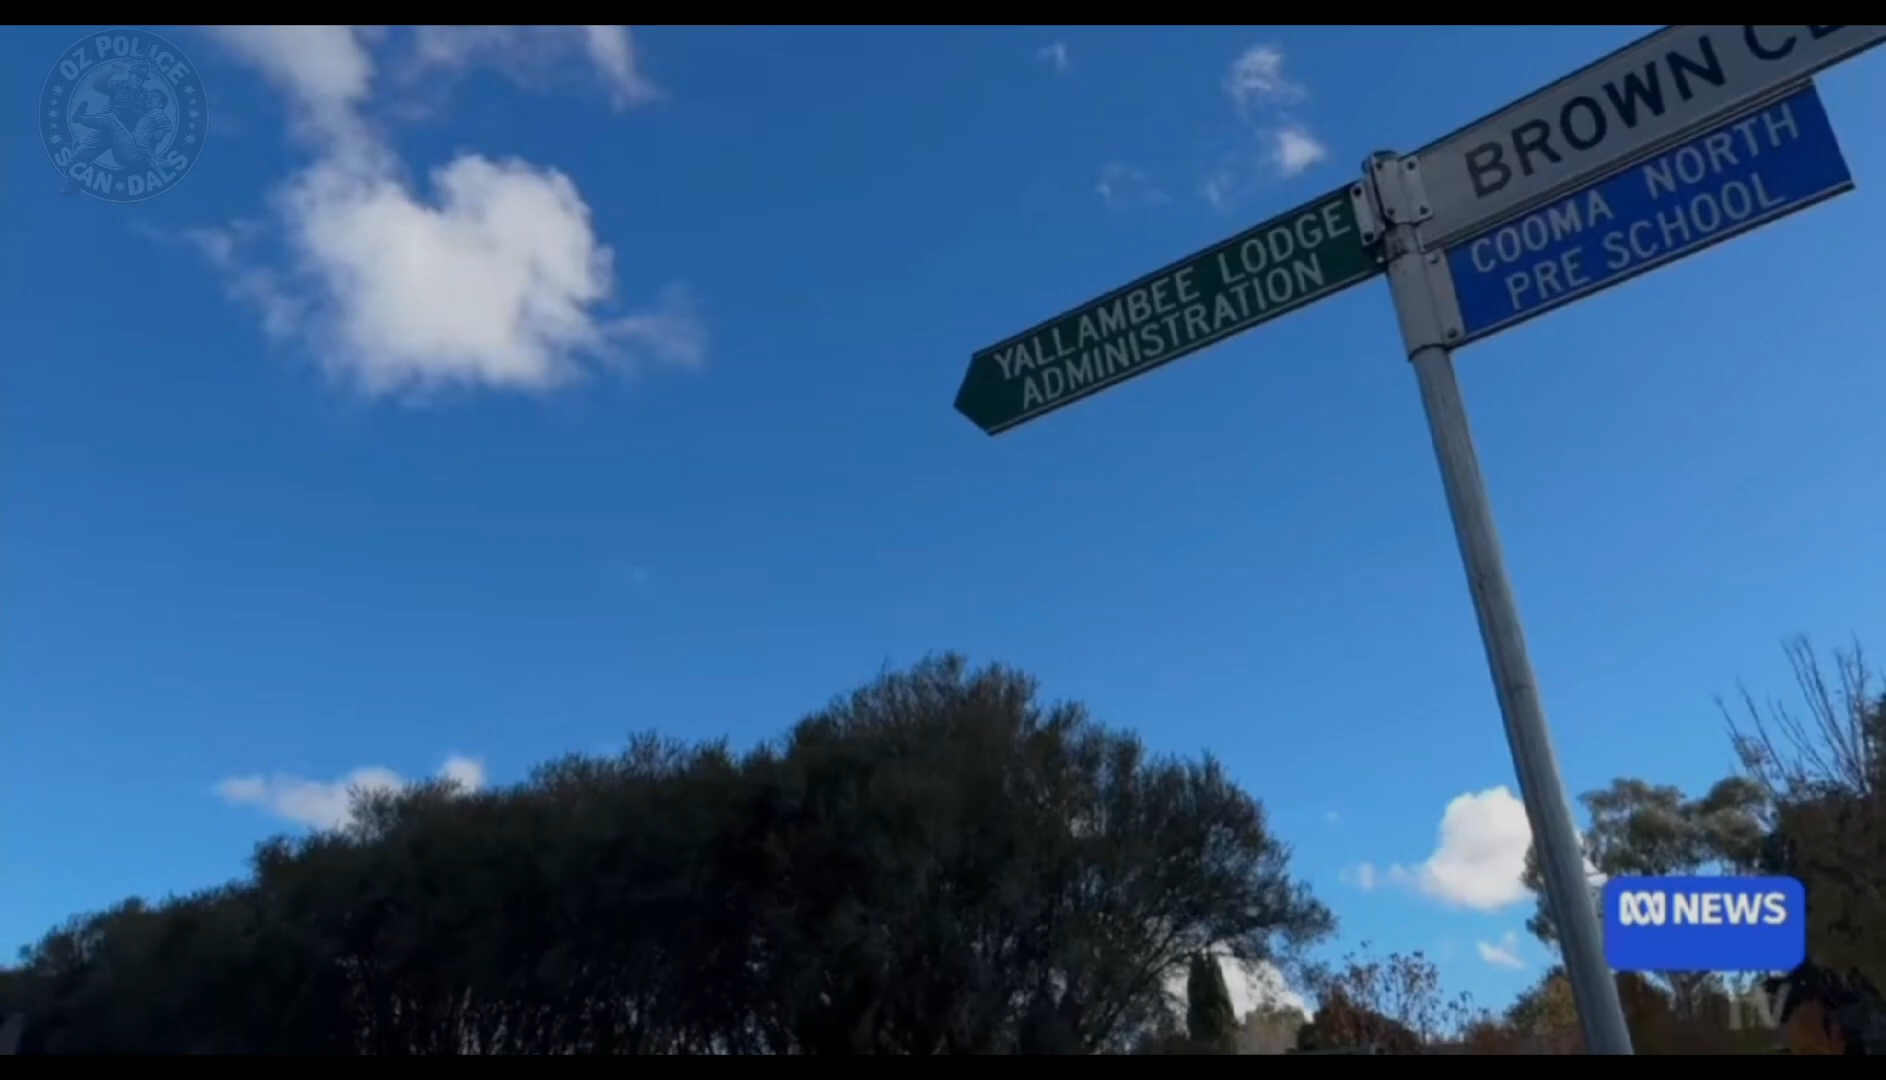 OZ POLICE
SCAN★DALS
BROWN
COOMA NORTH
PRE SCHOOL
YALLAMBEE LODGE
ADMINISTRATION
NEWS